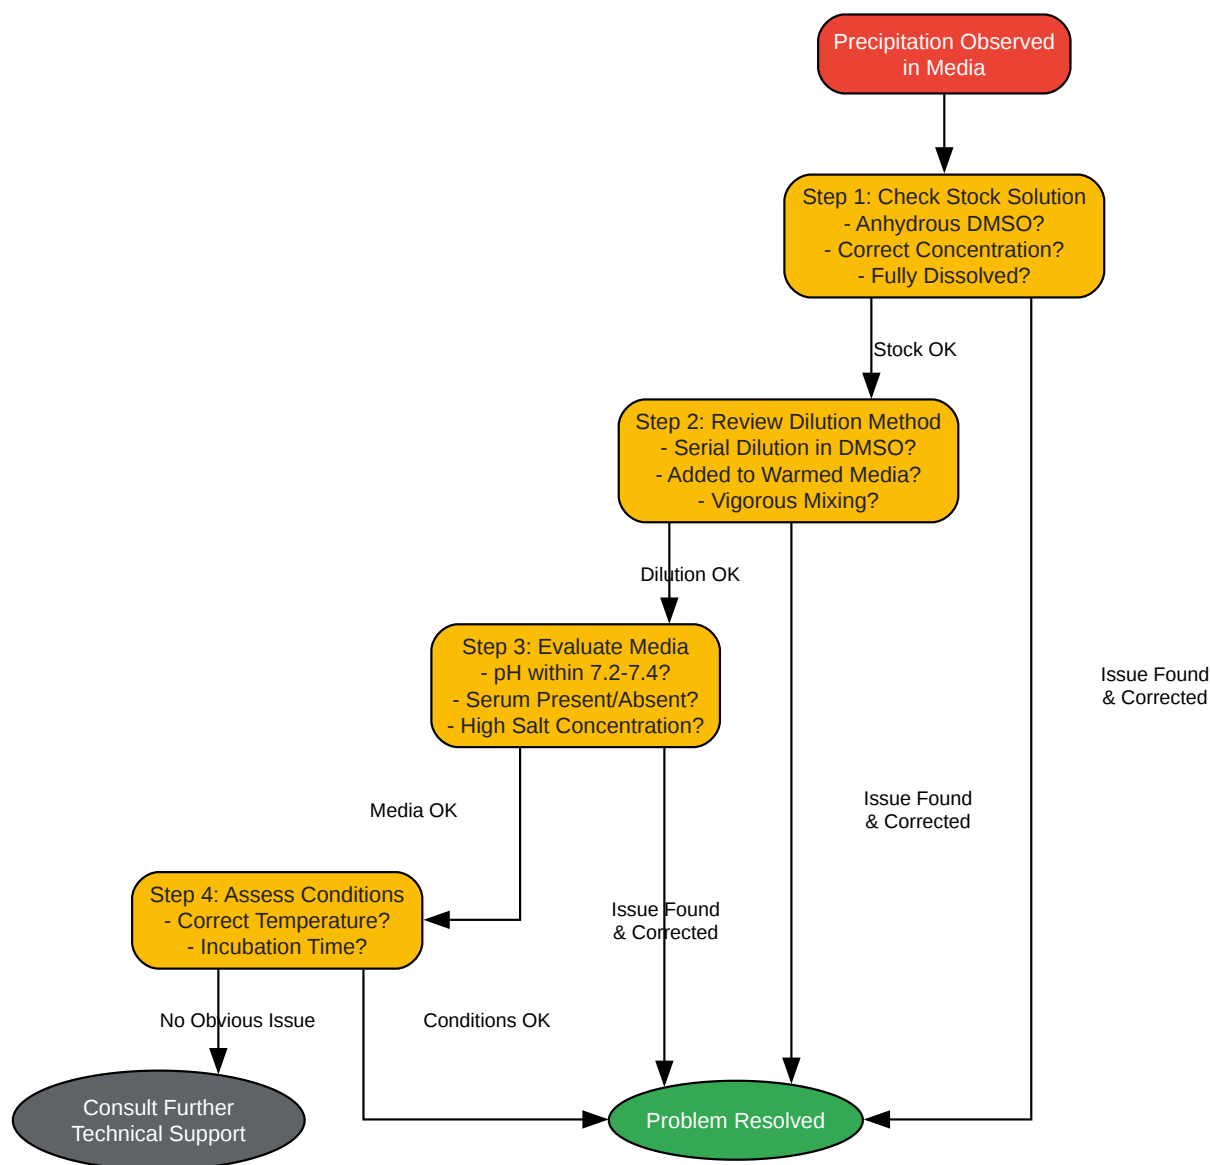 Precipitation Observed
in Media
Step 1: Check Stock Solution
- Anhydrous DMSO?
- Correct Concentration?
- Fully Dissolved?
Stock OK
Step 2: Review Dilution Method
- Serial Dilution in DMSO?
- Added to Warmed Media?
- Vigorous Mixing?
Dilution OK
Step 3: Evaluate Media
- pH within 7.2-7.4?
- Serum Present/Absent?
- High Salt Concentration?
Issue Found
& Corrected
Media OK
Issue Found
& Corrected
Step 4: Assess Conditions
- Correct Temperature?
- Incubation Time?
Issue Found
& Corrected
No Obvious Issue
Conditions OK
Consult Further
Technical Support
Problem Resolved